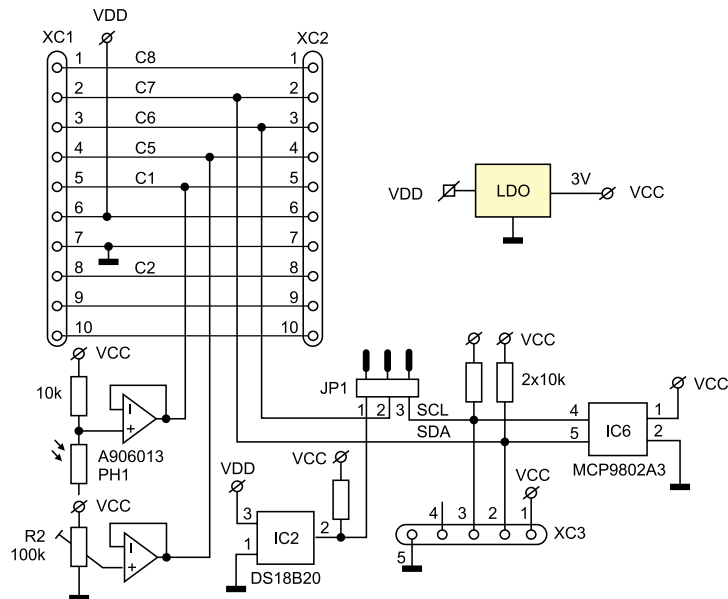 VDD
XC1 XC2
1 C8 1
2 C7 2
3 C6 3
4 C5 4
5 C1 5
6 6
7 7
8 C2 8
9 9
10 10
VDD LDO 3V VCC
VCC
10k
- +
A906013
PH1
VCC
R2
100k
- +
JP1
1 2 3
SCL
SDA
VCC
2x10k
4 IC6 1
5 2
VCC
MCP9802A3
VDD
VCC
3
1 IC2 2
DS18B20
VCC
4 3 2 1
5
XC3